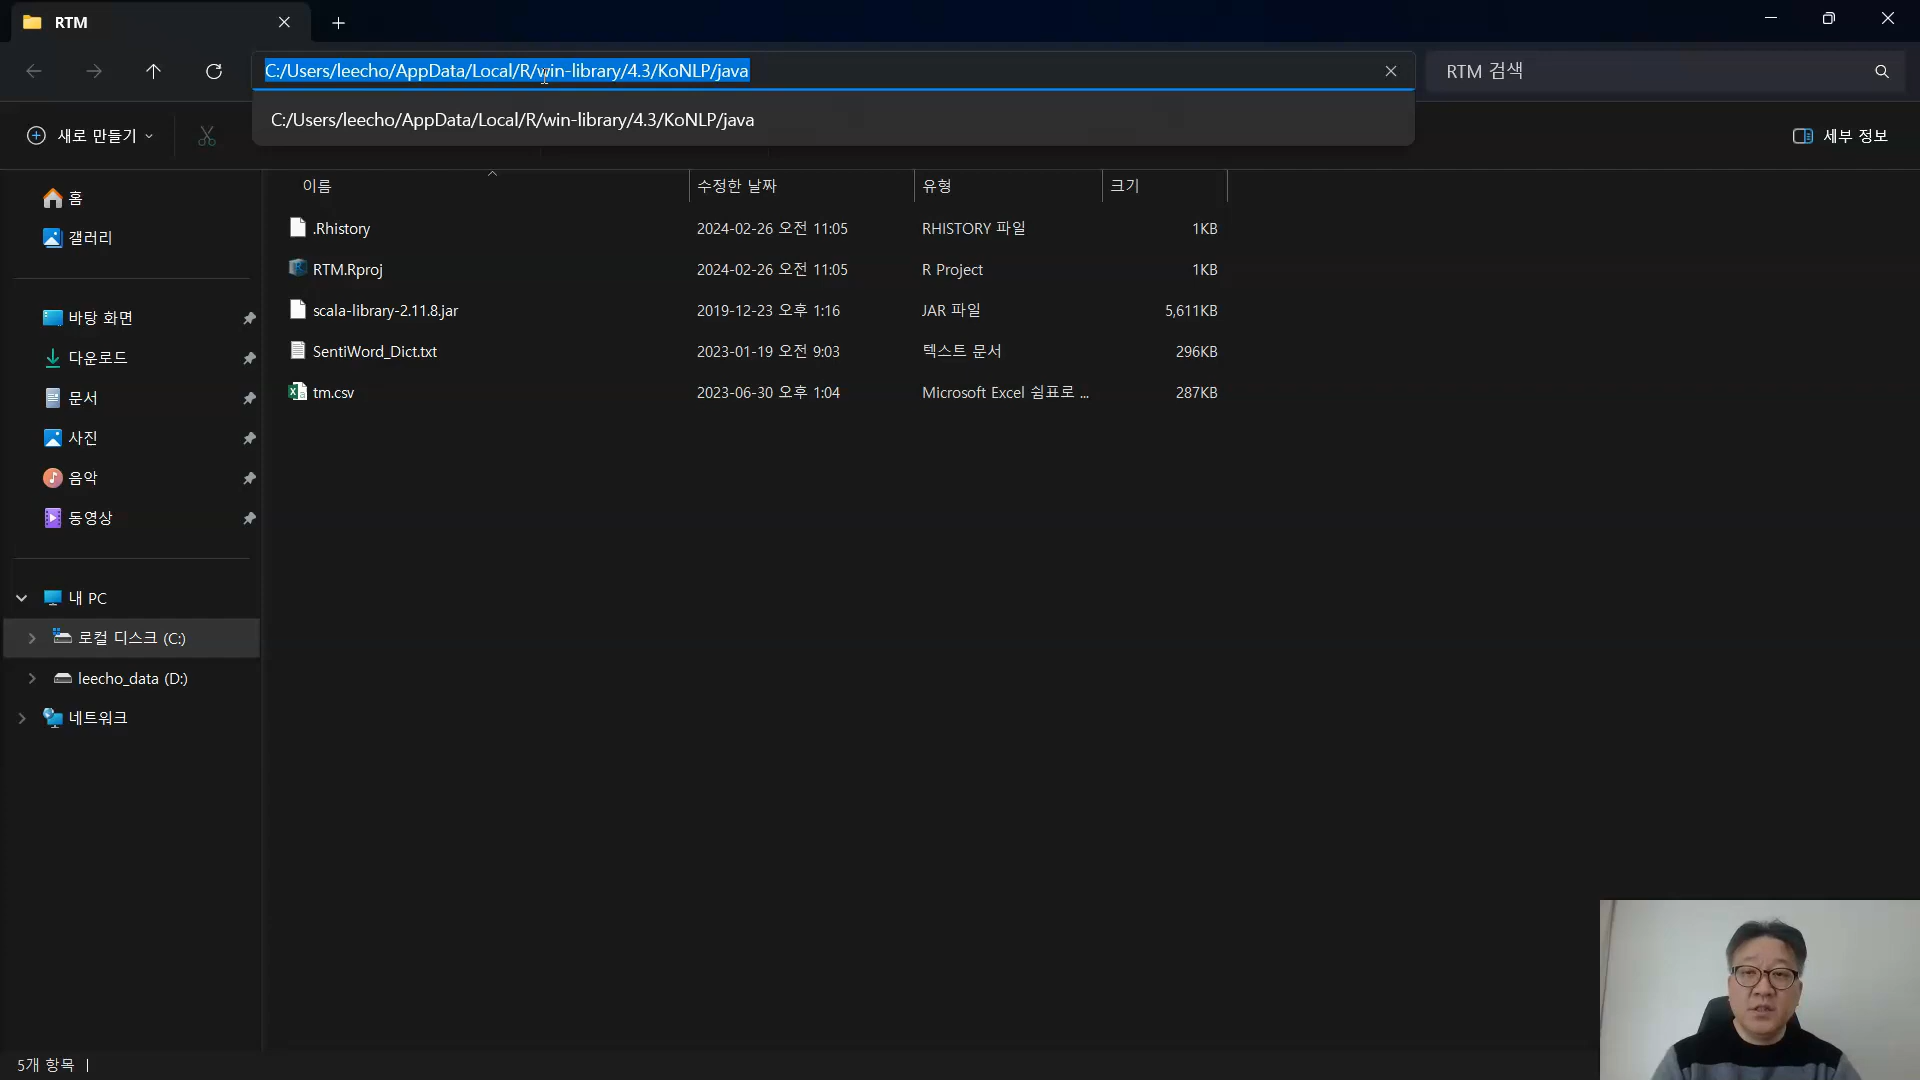 RTM
C:/Users/leecho/AppData/Local/R/win-library/4.3/KoNLP/java
RTM 검색
C:/Users/leecho/AppData/Local/R/win-library/4.3/KoNLP/java
새로 만들기
세부 정보
이름 수정한 날짜 유형 크기
.Rhistory 2024-02-26 오전 11:05 RHISTORY 파일 1KB
RTM.Rproj 2024-02-26 오전 11:05 R Project 1KB
scala-library-2.11.8.jar 2019-12-23 오후 1:16 JAR 파일 5,611KB
SentiWord_Dict.txt 2023-01-19 오전 9:03 텍스트 문서 296KB
tm.csv 2023-06-30 오후 1:04 Microsoft Excel 쉼표로 ... 287KB
홈
갤러리
바탕 화면
다운로드
문서
사진
음악
동영상
내 PC
로컬 디스크 (C:)
leecho_data (D:)
네트워크
5개 항목